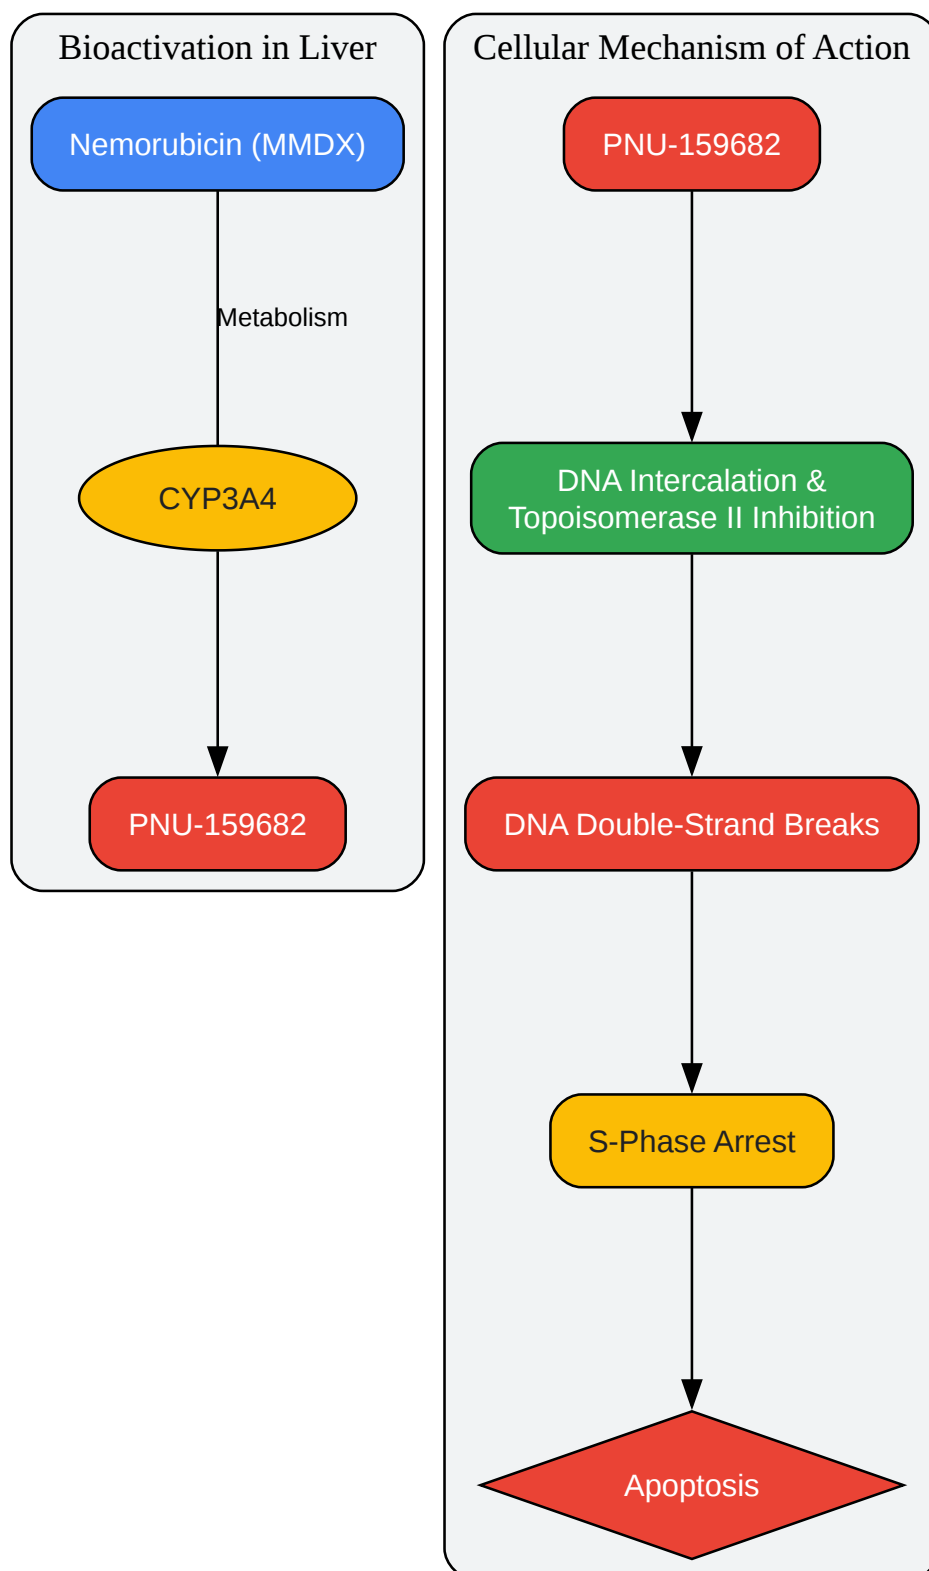 Bioactivation in Liver
Nemorubicin (MMDX)
Metabolism
CYP3A4
PNU-159682
Cellular Mechanism of Action
PNU-159682
DNA Intercalation &
Topoisomerase II Inhibition
DNA Double-Strand Breaks
S-Phase Arrest
Apoptosis